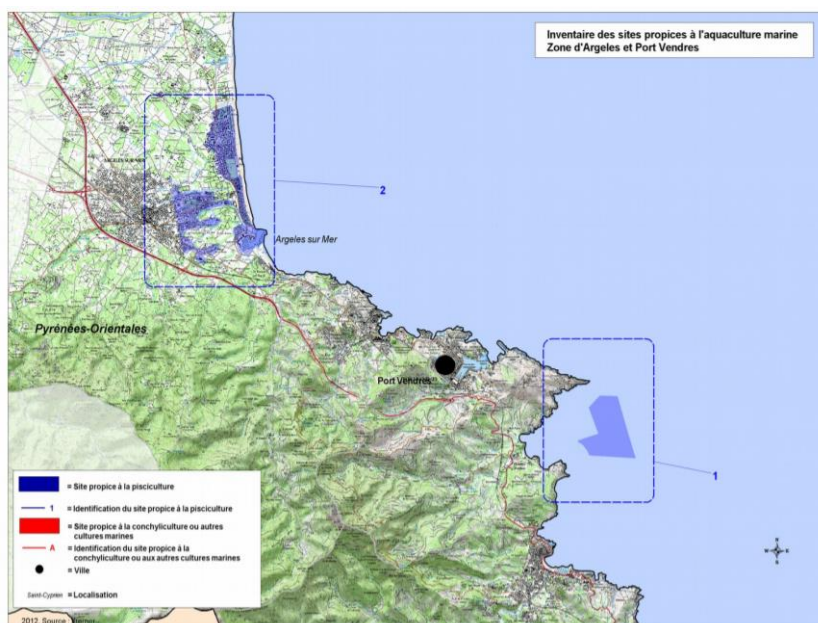 Inventaire des sites propices à l'aquaculture marine
Zone d'Argeles et Port Vendres
2
Argeles sur Mer
Pyrénées-Orientales
Port Vendres
1
= Site propice à la pisciculture
1 = Identification du site propice à la pisciculture
= Site propice à la conchyliculture ou autres
cultures marines
A = Identification du site propice à la
conchyliculture ou aux autres cultures marines
= Ville
Saint-Cyprien = Localisation
2012, Source :